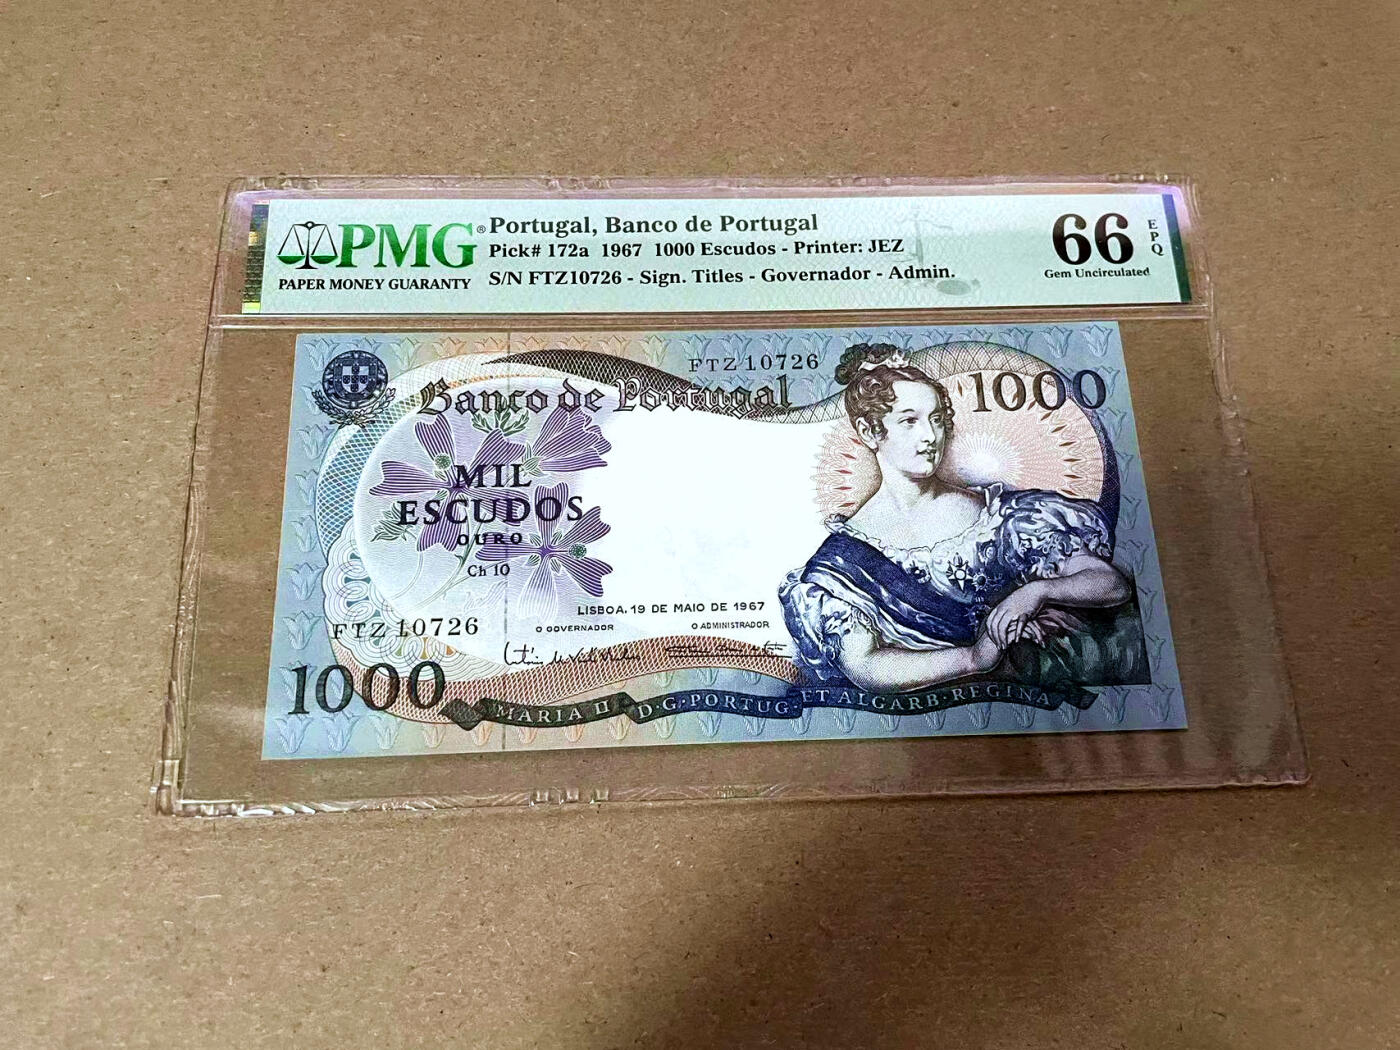 PMG®
PAPER MONEY GUARANTY
Portugal, Banco de Portugal
Pick# 172a 1967 1000 Escudos - Printer: JEZ
S/N FTZ10726 - Sign. Titles - Governador - Admin.
66
EPQ
Gem Uncirculated
FTZ 10726
Banco de Portugal
1000
MIL
ESCUDOS
OURO
Ch 10
LISBOA, 19 DE MAIO DE 1967
O GOVERNADOR
O ADMINISTRADOR
FTZ 10726
1000
MARIA II D·G·PORTUG·ET ALGARB·REGINA